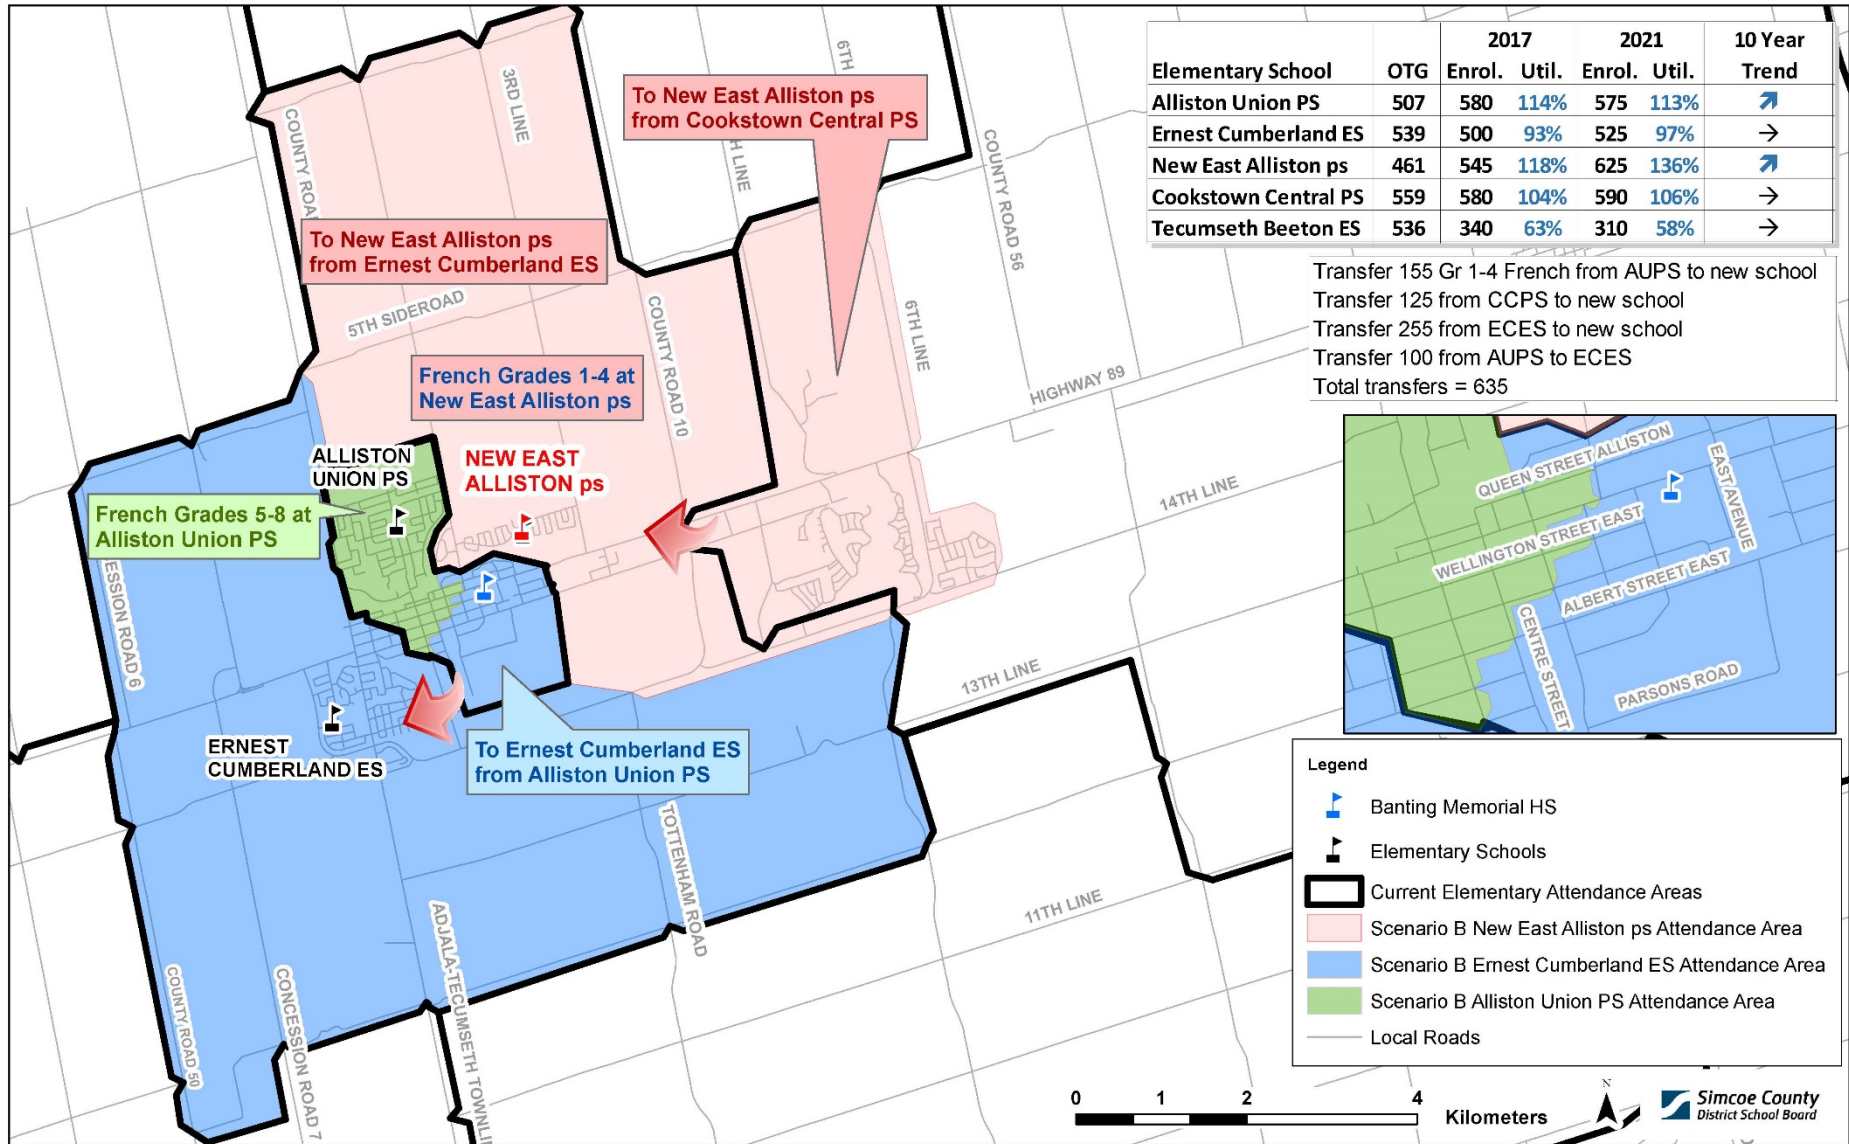 2017 2021 10 Year
Elementary School OTG Enrol. Util. Enrol. Util. Trend
Alliston Union PS 507 580 114% 575 113%
Ernest Cumberland ES 539 500 93% 525 97% →
New East Alliston ps 461 545 118% 625 136%
Cookstown Central PS 559 580 104% 590 106% →
Tecumseth Beeton ES 536 340 63% 310 58% →
Transfer 155 Gr 1-4 French from AUPS to new school
Transfer 125 from CCPS to new school
Transfer 255 from ECES to new school
Transfer 100 from AUPS to ECES
Total transfers = 635
To New East Alliston ps
from Cookstown Central PS
To New East Alliston ps
from Ernest Cumberland ES
French Grades 1-4 at
New East Alliston ps
French Grades 5-8 at
Alliston Union PS
To Ernest Cumberland ES
from Alliston Union PS
ALLISTON
UNION PS
NEW EAST
ALLISTON ps
ERNEST
CUMBERLAND ES
3RD LINE
6TH
LINE
COUNTY ROAD
COUNTY ROAD 56
5TH SIDEROAD
COUNTY ROAD 10
6TH LINE
HIGHWAY 89
14TH LINE
13TH LINE
11TH LINE
ESSION ROAD 6
TOTTENHAM ROAD
ADJALA-TECUMSETH TOWNLIN
CONCESSION ROAD 7
COUNTY ROAD 50
QUEEN STREET ALLISTON
EAST AVENUE
WELLINGTON STREET EAST
ALBERT STREET EAST
CENTRE STREET
PARSONS ROAD
Legend
Banting Memorial HS
Elementary Schools
Current Elementary Attendance Areas
Scenario B New East Alliston ps Attendance Area
Scenario B Ernest Cumberland ES Attendance Area
Scenario B Alliston Union PS Attendance Area
Local Roads
0 1 2 4
Kilometers
N
Simcoe County
District School Board